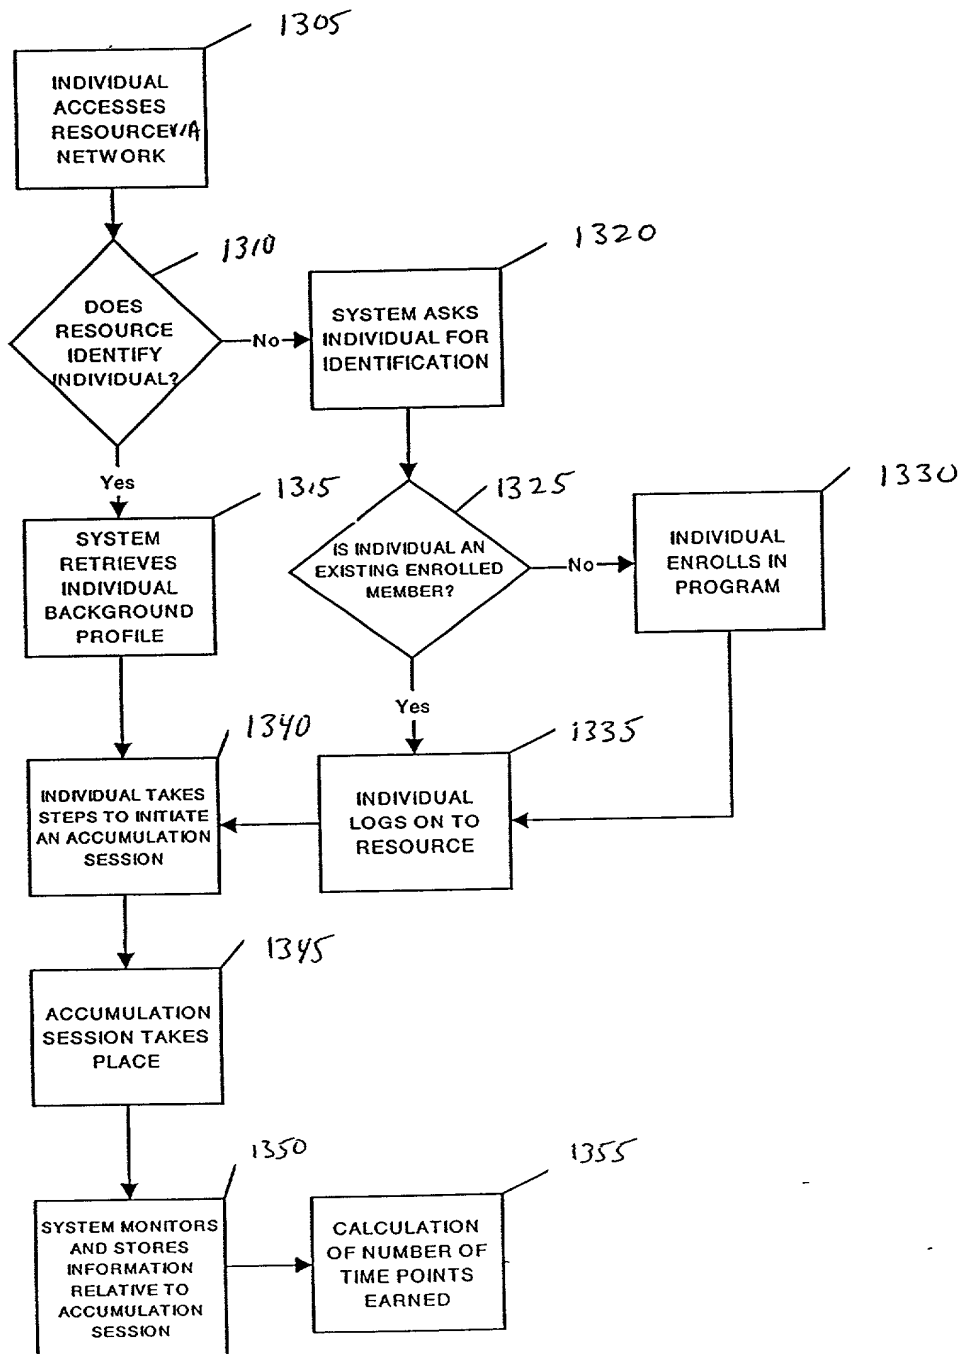 1305
INDIVIDUAL
ACCESSES
RESOURCE VIA
NETWORK
1310
DOES
RESOURCE
IDENTIFY
INDIVIDUAL?
No
1320
SYSTEM ASKS
INDIVIDUAL FOR
IDENTIFICATION
Yes
1315
SYSTEM
RETRIEVES
INDIVIDUAL
BACKGROUND
PROFILE
1325
IS INDIVIDUAL AN
EXISTING ENROLLED
MEMBER?
No
1330
INDIVIDUAL
ENROLLS IN
PROGRAM
Yes
1340
INDIVIDUAL TAKES
STEPS TO INITIATE
AN ACCUMULATION
SESSION
1335
INDIVIDUAL
LOGS ON TO
RESOURCE
1345
ACCUMULATION
SESSION TAKES
PLACE
1350
SYSTEM MONITORS
AND STORES
INFORMATION
RELATIVE TO
ACCUMULATION
SESSION
1355
CALCULATION
OF NUMBER OF
TIME POINTS
EARNED